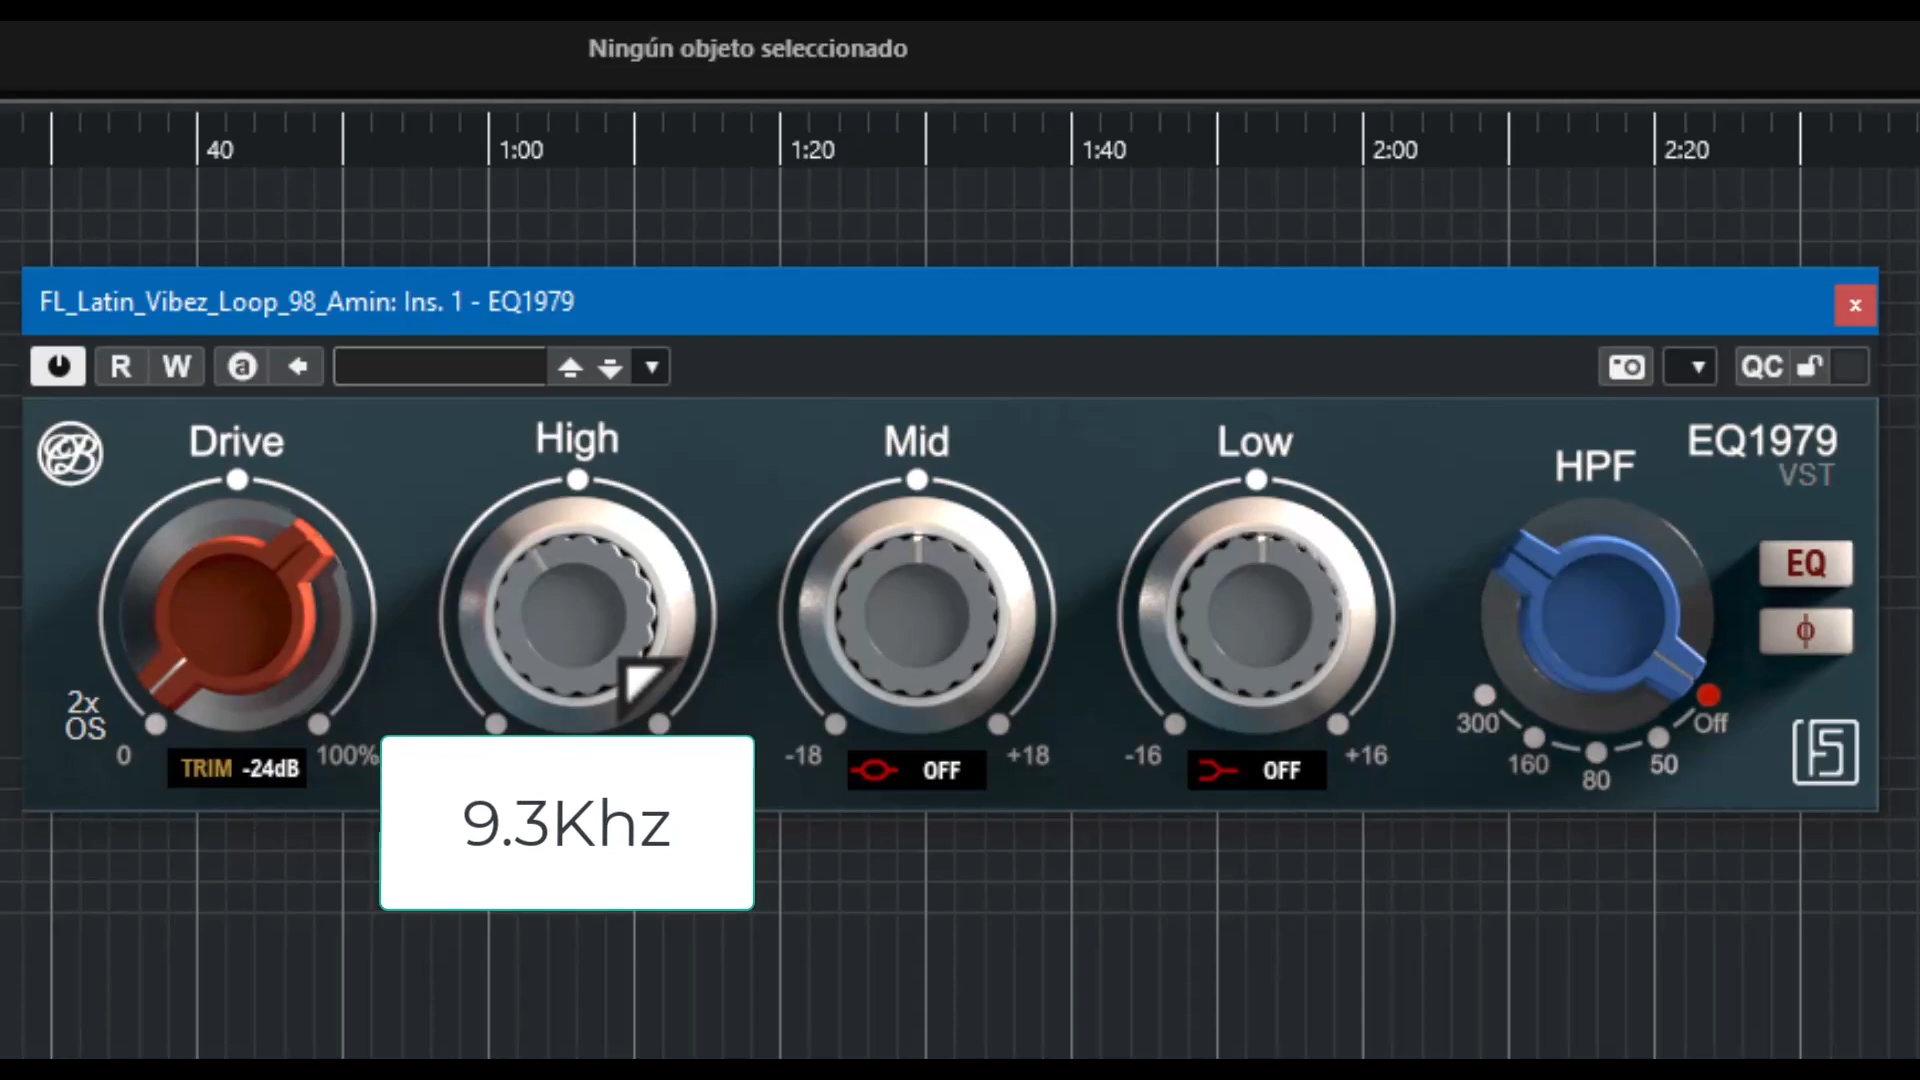 Ningún objeto seleccionado
40 1:00 1:20 1:40 2:00 2:20
FL_Latin_Vibez_Loop_98_Amin: Ins. 1 - EQ1979 x
R W a QC
Drive High Mid Low HPF EQ1979
VST
EQ
ϕ
2x
OS
0 TRIM -24dB 100% -18 OFF +18 -16 OFF +16 300 160 80 50 Off
9.3Khz